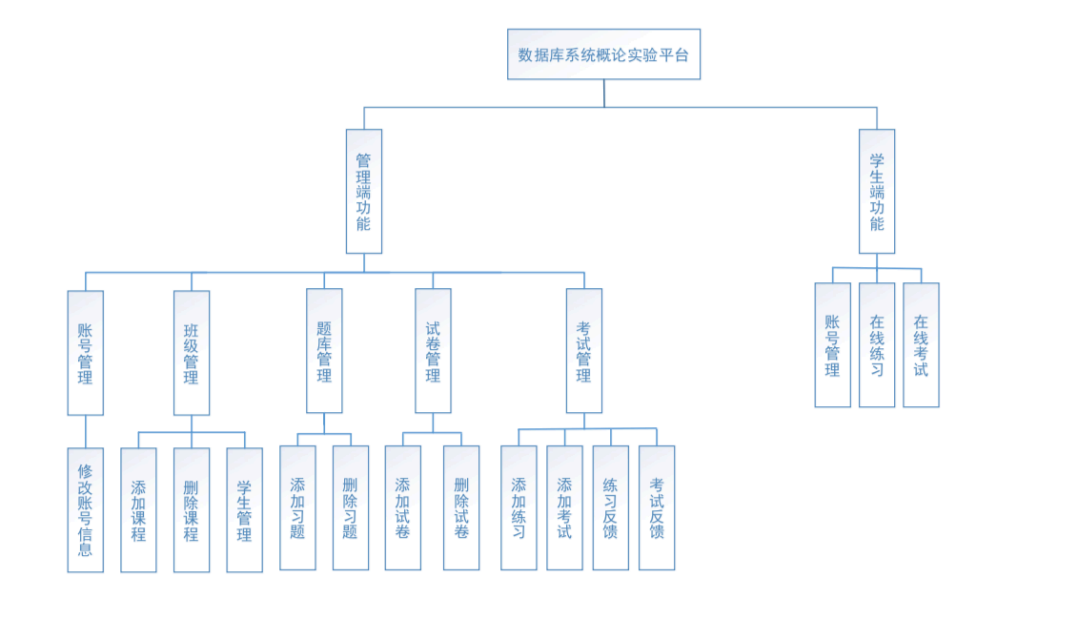 数据库系统概论实验平台
管理端功能
学生端功能
账号管理
班级管理
题库管理
试卷管理
考试管理
账号管理
在线练习
在线考试
修改账号信息
添加课程
删除课程
学生管理
添加习题
删除习题
添加试卷
删除试卷
添加练习
添加考试
练习反馈
考试反馈